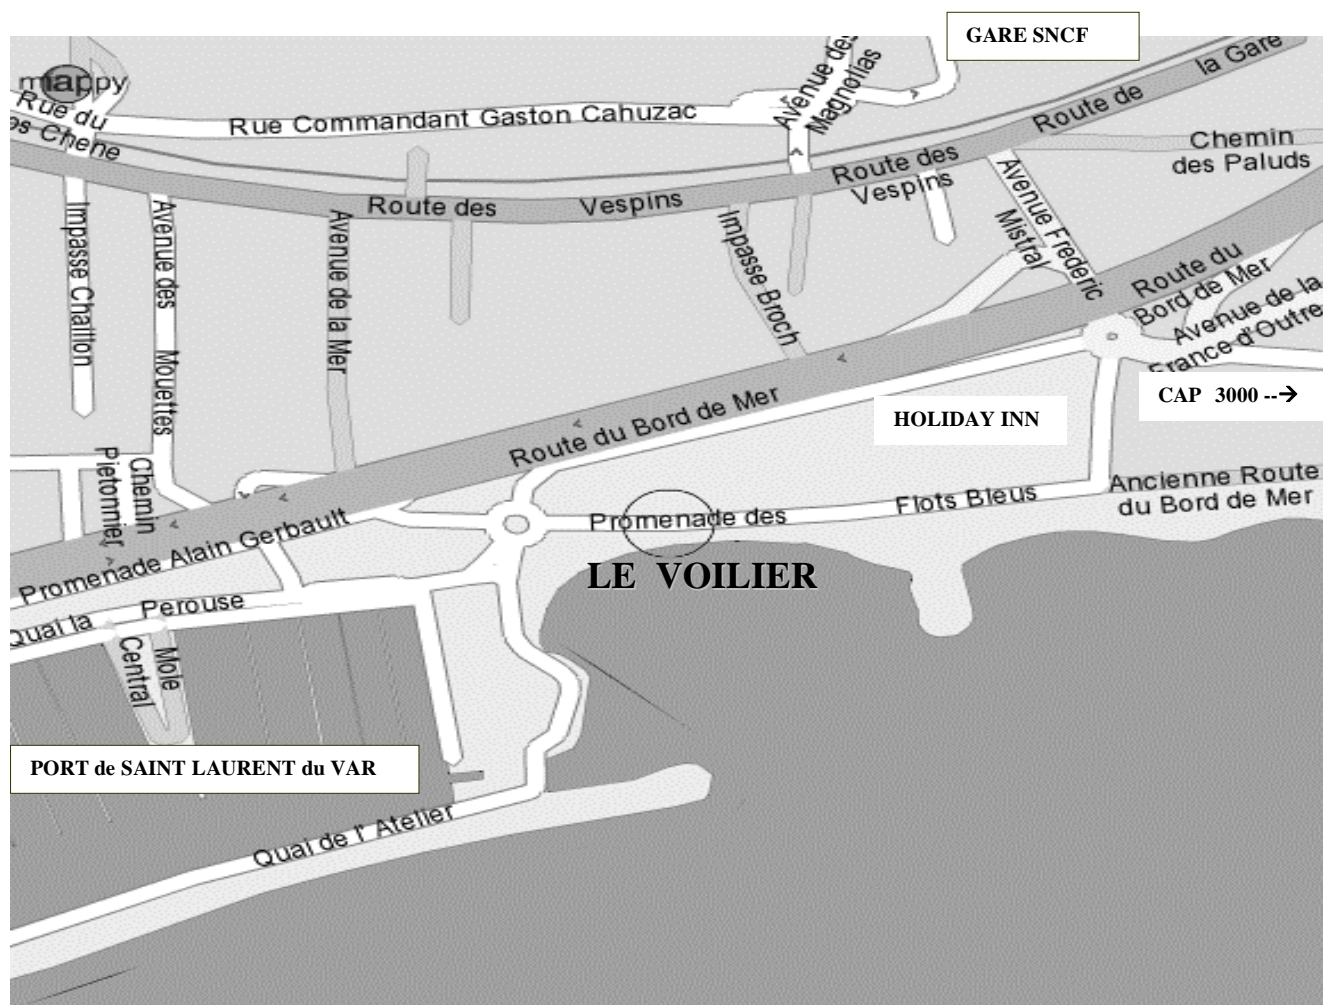 GARE SNCF
mappy
Rue du
os Chene
Rue Commandant Gaston Cahuzac
Avenue des
Magnolias
Route de
la Gare
Chemin
des Paluds
Route des
Vespins
Route des
Vespins
Impasse Chaillon
Avenue des
Mouettes
Avenue de la Mer
Impasse Broch
Avenue Frederic
Mistral
Route du
Bord de Mer
Avenue de la
France d'Outre
CAP 3000 --→
HOLIDAY INN
Route du Bord de Mer
Chemin
Pietonnier
Promenade Alain Gerbault
Promenade des
Flots Bleus
Ancienne Route
du Bord de Mer
LE VOILIER
Quai la
Perouse
Mole
Central
PORT de SAINT LAURENT du VAR
Quai de l' Atelier